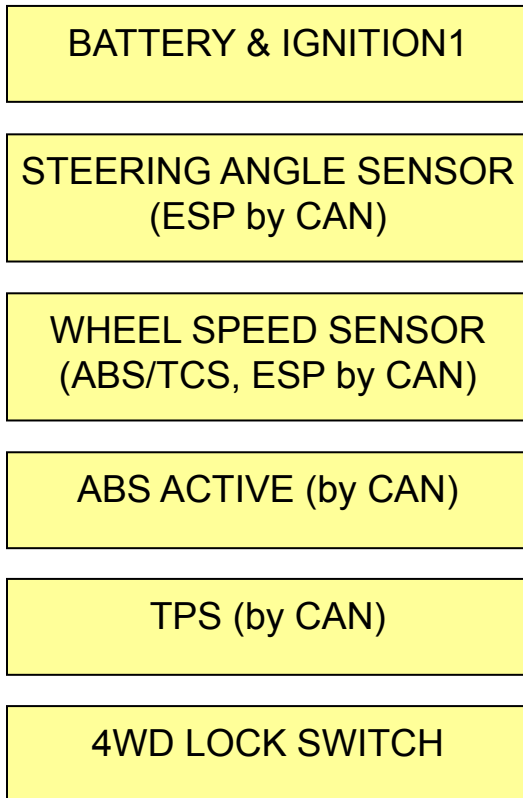 BATTERY & IGNITION1
STEERING ANGLE SENSOR
(ESP by CAN)
WHEEL SPEED SENSOR
(ABS/TCS, ESP by CAN)
ABS ACTIVE (by CAN)
TPS (by CAN)
4WD LOCK SWITCH